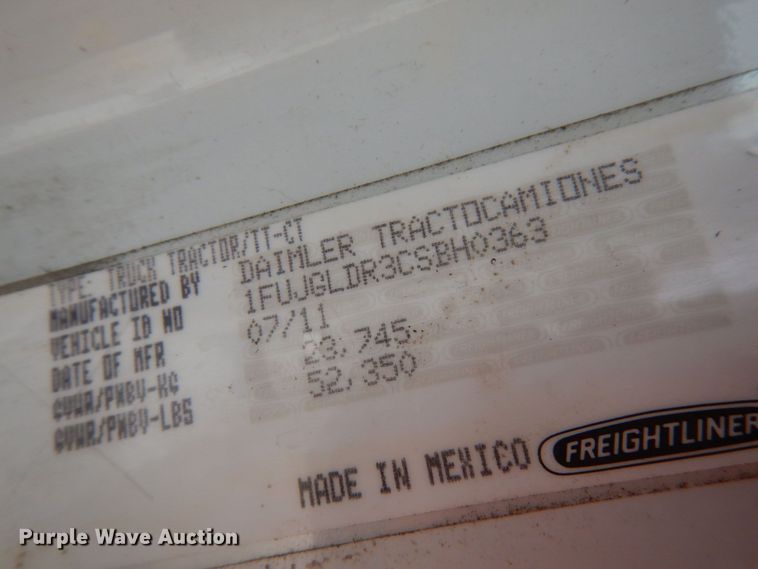 TYPE: TRUCK TRACTOR/TT-CT
MANUFACTURED BY DAIMLER TRACTOCAMIONES
VEHICLE ID NO 1FUJGLDR3CSBH0363
DATE OF MFR 07/11
GVWR/PNBV-KG 23,745
GVWR/PNBV-LBS 52,350
MADE IN MEXICO FREIGHTLINER
Purple Wave Auction